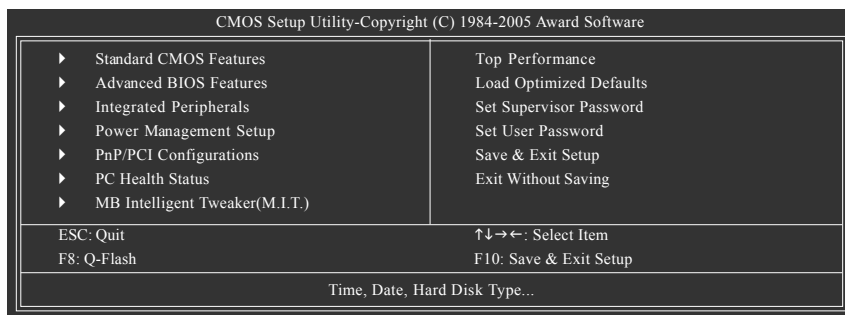 CMOS Setup Utility-Copyright (C) 1984-2005 Award Software
Standard CMOS Features
Advanced BIOS Features
Integrated Peripherals
Power Management Setup
PnP/PCI Configurations
PC Health Status
MB Intelligent Tweaker(M.I.T.)
Top Performance
Load Optimized Defaults
Set Supervisor Password
Set User Password
Save & Exit Setup
Exit Without Saving
ESC: Quit
F8: Q-Flash
↑↓→←: Select Item
F10: Save & Exit Setup
Time, Date, Hard Disk Type...